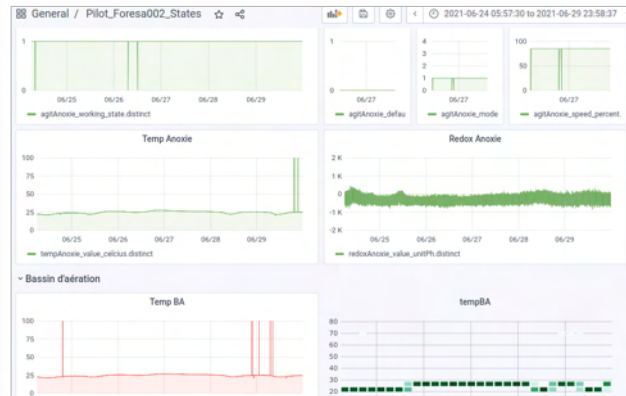 General / Pilot_Foresa002_States
2021-06-24 05:57:30 to 2021-06-29 23:58:37
1
0
06/25 06/26 06/27 06/28 06/29
agitAnoxie_working_state.distinct
1
0
06/27
agitAnoxie_defau
4
3
2
1
0
06/27
agitAnoxie_mode
100
50
0
06/27
agitAnoxie_speed_percent.
Temp Anoxie
100
75
50
25
0
06/25 06/26 06/27 06/28 06/29
tempAnoxie_value_celcius.distinct
Redox Anoxie
2 K
1 K
0
-1 K
-2 K
06/25 06/26 06/27 06/28 06/29
redoxAnoxie_value_unitPh.distinct
Bassin d'aération
Temp BA
100
75
50
25
0
tempBA
80
70
60
50
40
30
20